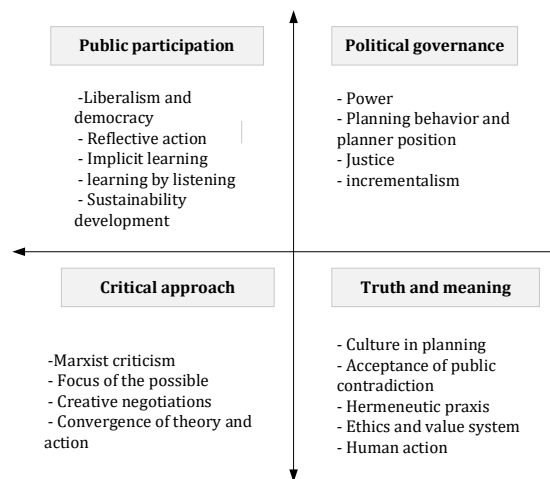 Public participation
-Liberalism and
democracy
- Reflective action
- Implicit learning
- learning by listening
- Sustainability
development
Political governance
- Power
- Planning behavior and
planner position
- Justice
- incrementalism
Critical approach
-Marxist criticism
- Focus of the possible
- Creative negotiations
- Convergence of theory and
action
Truth and meaning
- Culture in planning
- Acceptance of public
contradiction
- Hermeneutic praxis
- Ethics and value system
- Human action